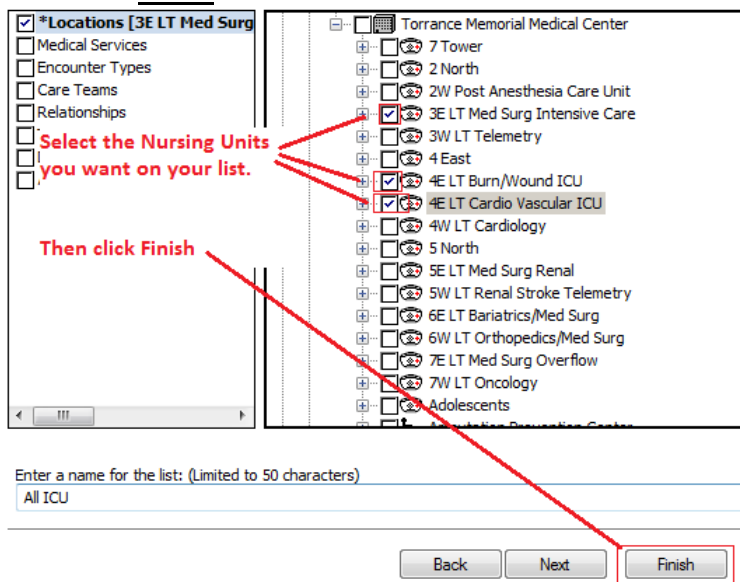 *Locations [3E LT Med Surg
Medical Services
Encounter Types
Care Teams
Relationships
Select the Nursing Units
you want on your list.
Then click Finish
Torrance Memorial Medical Center
7 Tower
2 North
2W Post Anesthesia Care Unit
3E LT Med Surg Intensive Care
3W LT Telemetry
4 East
4E LT Burn/Wound ICU
4E LT Cardio Vascular ICU
4W LT Cardiology
5 North
5E LT Med Surg Renal
5W LT Renal Stroke Telemetry
6E LT Bariatrics/Med Surg
6W LT Orthopedics/Med Surg
7E LT Med Surg Overflow
7W LT Oncology
Adolescents
Amputation Prevention Center
Enter a name for the list: (Limited to 50 characters)
All ICU
Back Next Finish